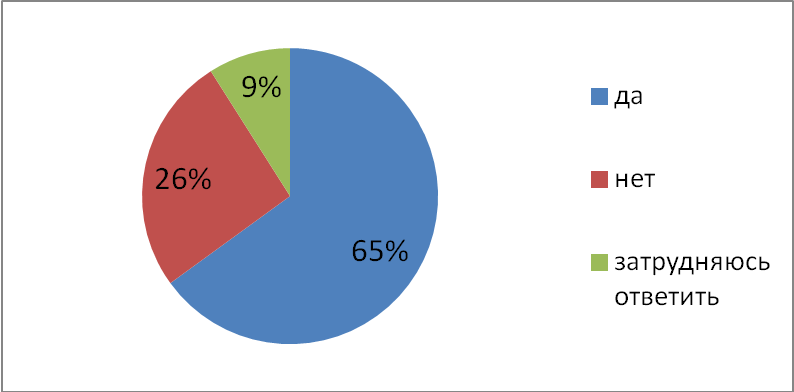 9%
26%
65%
да
нет
затрудняюсь
ответить